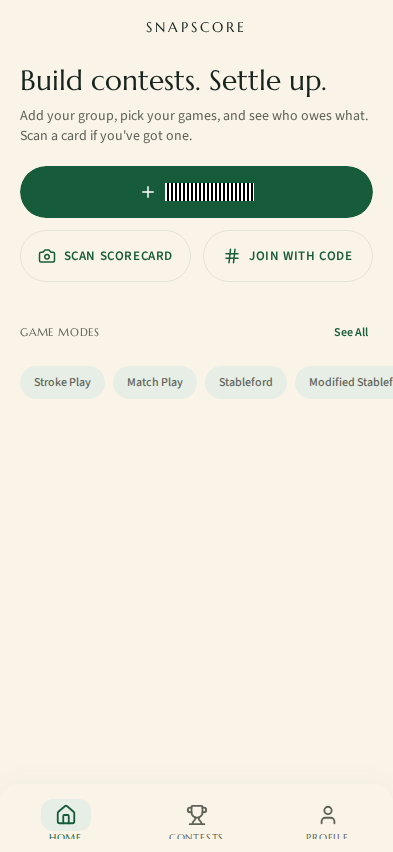 SNAPSCORE
Build contests. Settle up.
Add your group, pick your games, and see who owes what.
Scan a card if you've got one.
SCAN SCORECARD
JOIN WITH CODE
GAME MODES
See All
Stroke Play
Match Play
Stableford
Modified Stablef
HOME
CONTESTS
PROFILE